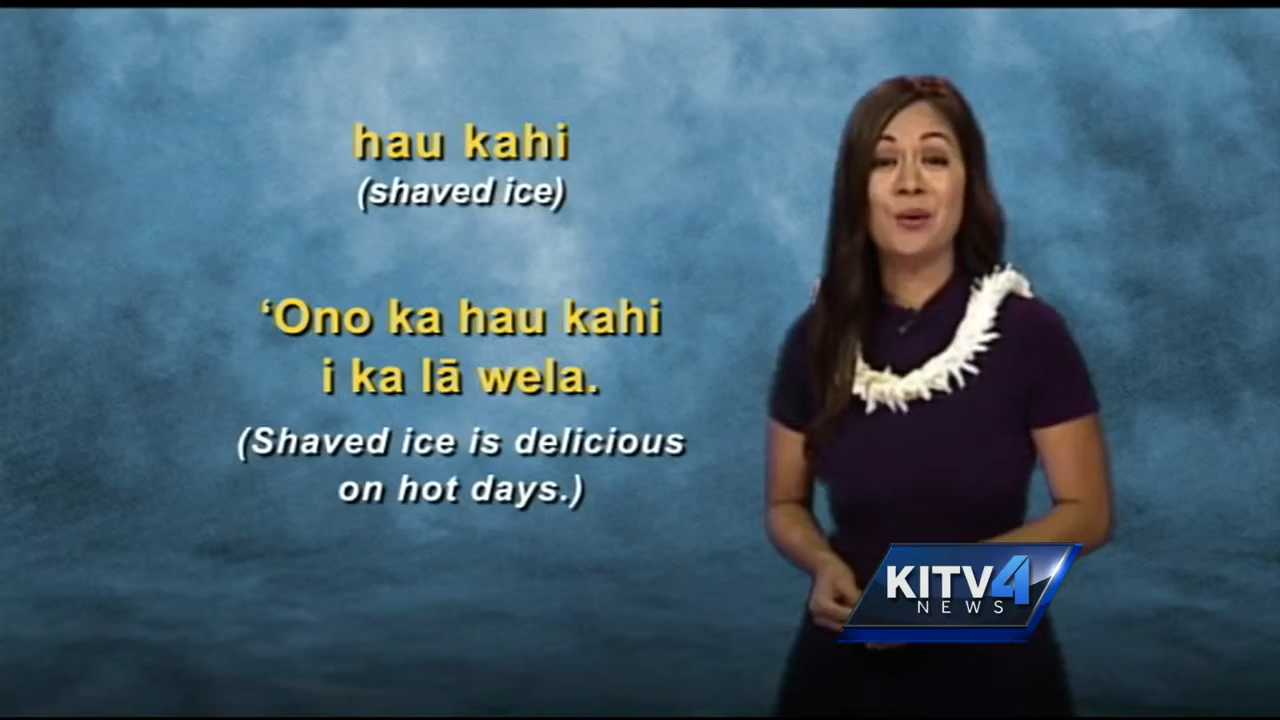 hau kahi
(shaved ice)
‘Ono ka hau kahi
i ka lā wela.
(Shaved ice is delicious
on hot days.)
KITV4
NEWS